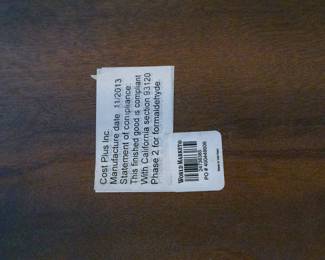 Cost Plus Inc.
Manufacture date 11/2013
Statement of compliance:
This finished good is compliant
With California section 93120
Phase 2 for formaldehyde.
WORLD MARKET®